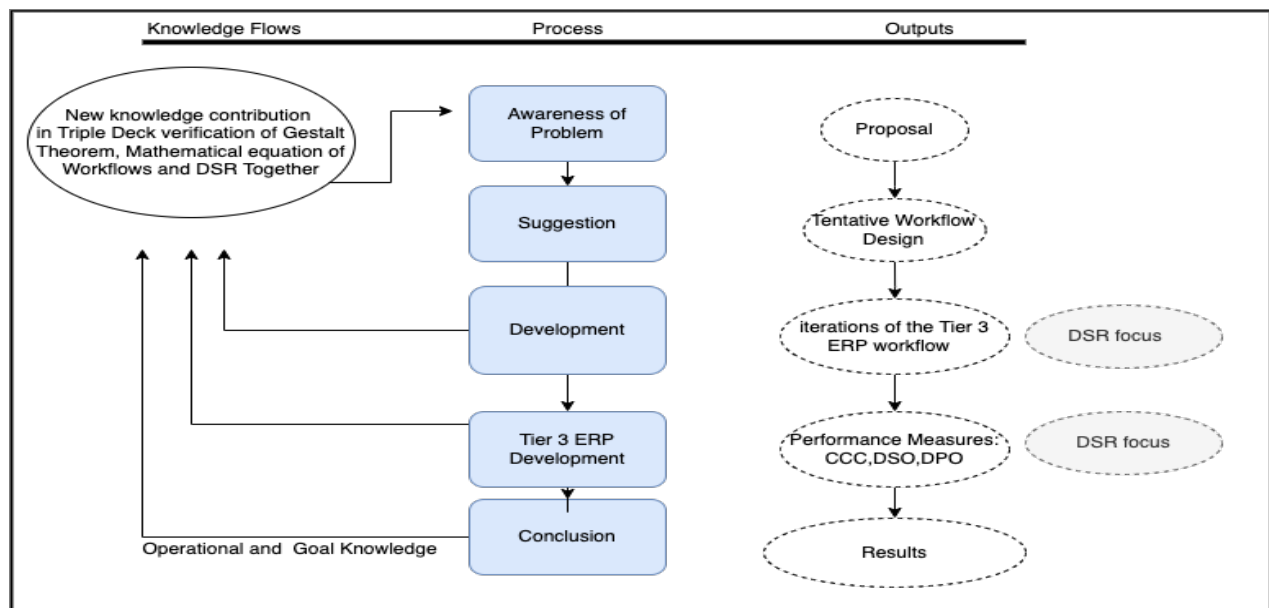 Knowledge Flows
Process
Outputs
New knowledge contribution
in Triple Deck verification of Gestalt
Theorem, Mathematical equation of
Workflows and DSR Together
Awareness of
Problem
Proposal
Suggestion
Tentative Workflow
Design
Development
iterations of the Tier 3
ERP workflow
DSR focus
Tier 3 ERP
Development
Performance Measures:
CCC,DSO,DPO
DSR focus
Conclusion
Operational and Goal Knowledge
Results